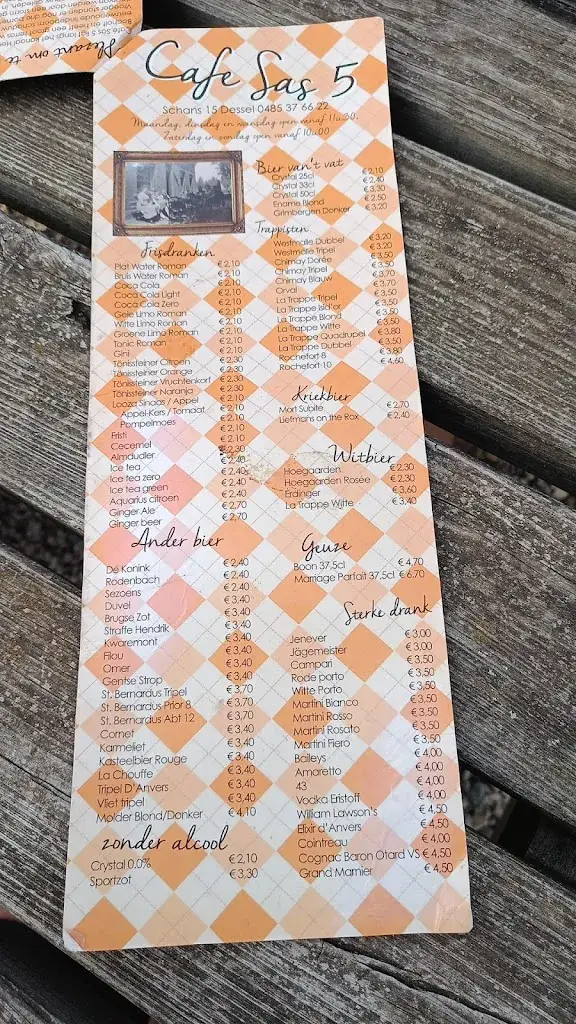 Plezant om te
Cafe Sas 5
Schans 15 Dessel 0485 37 66 22
Maandag, dinsdag en woensdag open vanaf 11u30.
Zaterdag en zondag open vanaf 10u00
Bier van't vat
Crystal 25cl €2,10
Crystal 33cl €2,40
Crystal 50cl €3,30
Ename Blond €2,50
Grimbergen Donker €3,20
Trappisten
Westmalle Dubbel €3,20
Westmalle Tripel €3,20
Chimay Dorée €3,50
Chimay Tripel €3,50
Chimay Blauw €3,70
Orval €3,70
La Trappe Tripel €3,50
La Trappe Isid'or €3,50
La Trappe Blond €3,50
La Trappe Witte €3,50
La Trappe Quadrupel €3,80
La Trappe Dubbel €3,50
Rochefort 8 €3,80
Rochefort 10 €4,60
Kriekbier
Mort Subite €2,70
Liefmans on the Rox €2,40
Witbier
Hoegaarden €2,30
Hoegaarden Rosée €2,30
Erdinger €3,60
La Trappe Witte €3,40
Geuze
Boon 37,5cl €4,70
Marriage Parfait 37,5cl €6,70
Sterke drank
Jenever €3,00
Jägermeister €3,00
Campari €3,50
Rode porto €3,50
Witte Porto €3,50
Martini Bianco €3,50
Martini Rosso €3,50
Martini Rosato €3,50
Martini Fiero €3,50
Baileys €4,00
Amaretto €4,00
43 €4,00
Vodka Eristoff €4,00
William Lawson's €4,50
Elixir d'Anvers €4,50
Cointreau €4,00
Cognac Baron Otard VS €4,50
Grand Marnier €4,50
Frisdranken
Plat Water Roman €2,10
Bruis Water Roman €2,10
Coca Cola €2,10
Coca Cola Light €2,10
Coca Cola Zero €2,10
Gele Limo Roman €2,10
Witte Limo Roman €2,10
Groene Limo Roman €2,10
Tonic Roman €2,10
Gini €2,10
Tönissteiner Citroen €2,30
Tönissteiner Orange €2,30
Tönissteiner Vruchtenkorf €2,30
Tönissteiner Naranja €2,30
Looza Sinaas / Appel €2,10
Appel-Kers / Tomaat €2,10
Pompelmoes €2,10
Fristi €2,10
Cecemel €2,10
Almdudler €2,30
Ice tea €2,40
Ice tea zero €2,40
Ice tea green €2,40
Aquarius citroen €2,40
Ginger Ale €2,70
Ginger beer €2,70
Ander bier
De Konink €2,40
Rodenbach €2,40
Sezoens €2,40
Duvel €3,40
Brugse Zot €3,40
Straffe Hendrik €3,40
Kwaremont €3,40
Filou €3,40
Omer €3,40
Gentse Strop €3,40
St. Bernardus Tripel €3,70
St. Bernardus Prior 8 €3,70
St. Bernardus Abt 12 €3,70
Cornet €3,40
Karmeliet €3,40
Kasteelbier Rouge €3,40
La Chouffe €3,40
Tripel D'Anvers €3,40
Vliet tripel €3,40
Molder Blond/Donker €4,10
zonder alcool
Crystal 0.0% €2,10
Sportzot €3,30